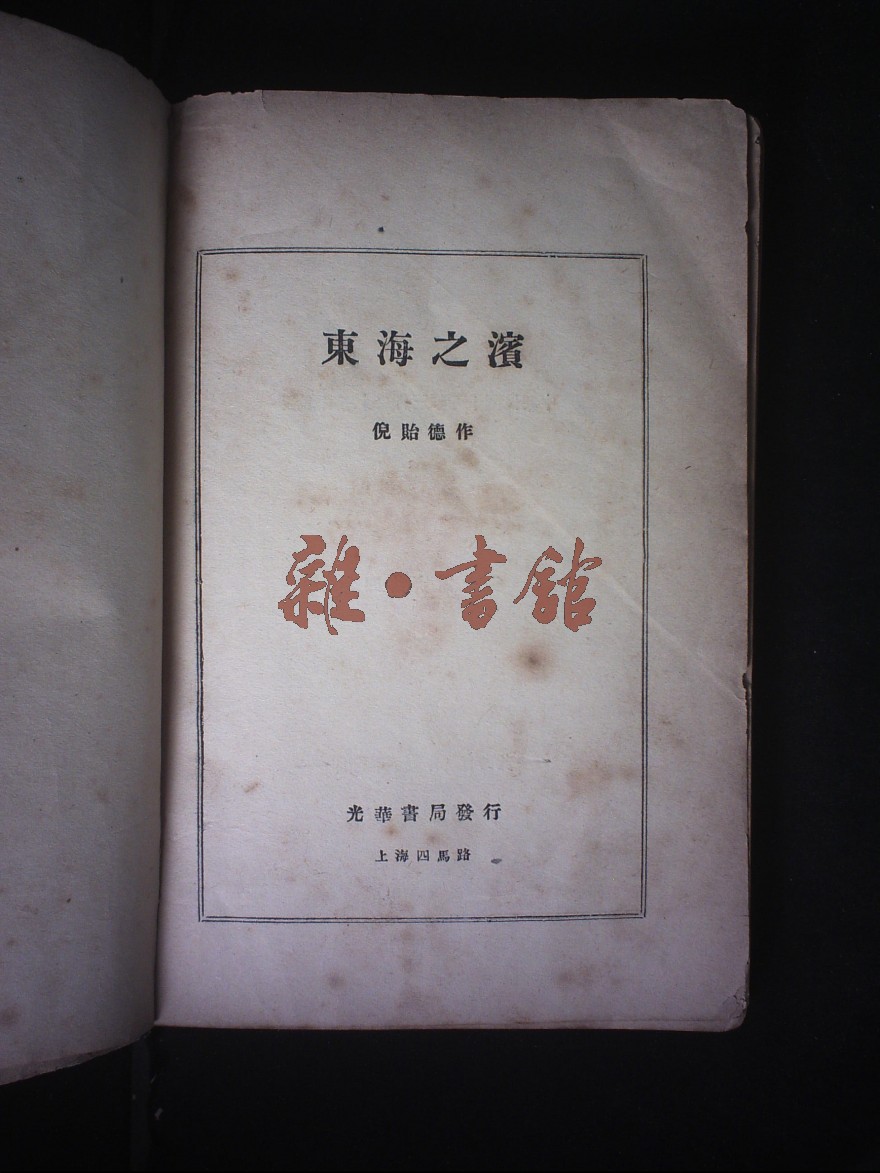 東海之濱
倪貽德作
雜·書館
光華書局發行
上海四馬路